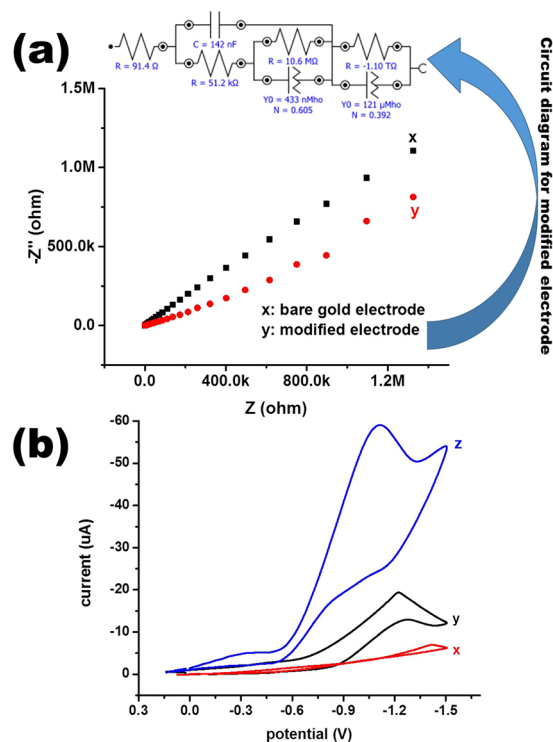 (a)
C = 142 nF
R = 91.4 Ω
R = 51.2 kΩ
R = 10.6 MΩ
Y0 = 433 nMho
N = 0.605
R = -1.10 TΩ
Y0 = 121 µMho
N = 0.392
Circuit diagram for modified electrode
1.5M
1.0M
500.0k
0.0
-Z" (ohm)
x
y
x: bare gold electrode
y: modified electrode
0.0 400.0k 800.0k 1.2M
Z (ohm)
(b)
-60
-50
-40
-30
-20
-10
0
current (uA)
z
y
x
0.3 0.0 -0.3 -0.6 -0.9 -1.2 -1.5
potential (V)